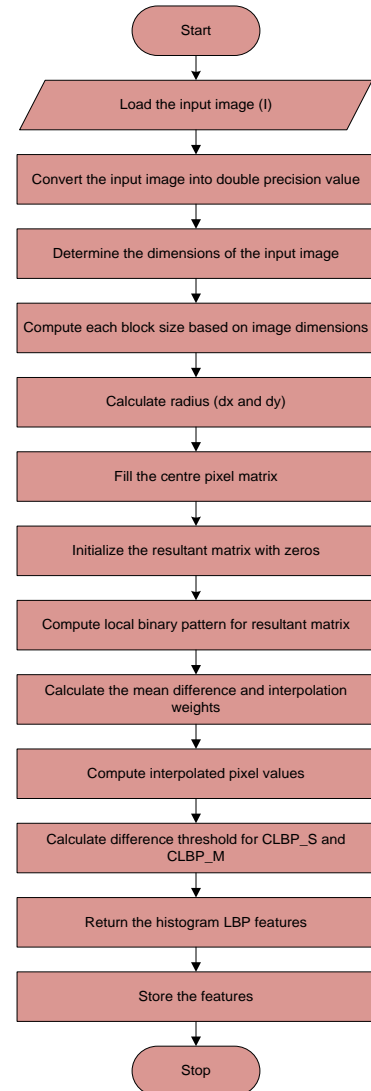 Start
Load the input image (I)
Convert the input image into double precision value
Determine the dimensions of the input image
Compute each block size based on image dimensions
Calculate radius (dx and dy)
Fill the centre pixel matrix
Initialize the resultant matrix with zeros
Compute local binary pattern for resultant matrix
Calculate the mean difference and interpolation
weights
Compute interpolated pixel values
Calculate difference threshold for CLBP_S and
CLBP_M
Return the histogram LBP features
Store the features
Stop